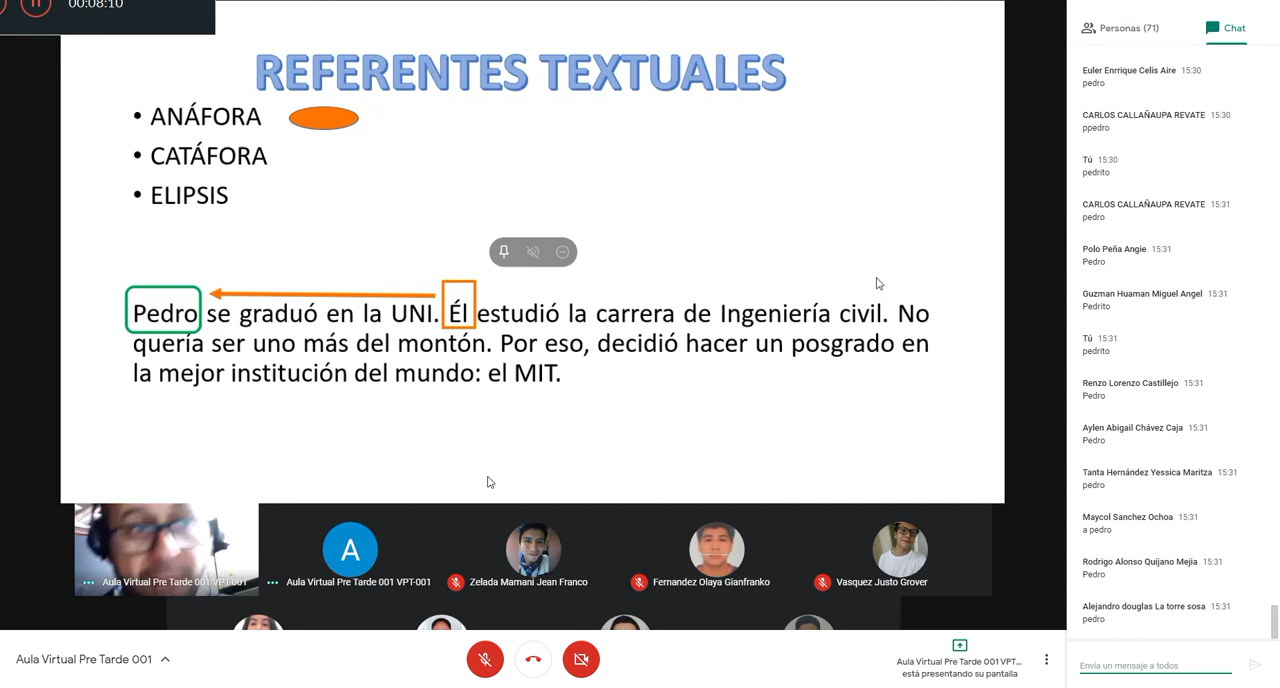 00:08:10
REFERENTES TEXTUALES
• ANÁFORA
• CATÁFORA
• ELIPSIS
Pedro se graduó en la UNI. Él estudió la carrera de Ingeniería civil. No
quería ser uno más del montón. Por eso, decidió hacer un posgrado en
la mejor institución del mundo: el MIT.
Aula Virtual Pre Tarde 001 VPT-001
A
Aula Virtual Pre Tarde 001 VPT-001
Zelada Mamani Jean Franco
Fernandez Olaya Gianfranko
Vasquez Justo Grover
Aula Virtual Pre Tarde 001
Aula Virtual Pre Tarde 001 VPT...
está presentando su pantalla
Personas (71)
Chat
Euler Enrrique Celis Aire 15:30
pedro
CARLOS CALLAÑAUPA REVATE 15:30
ppedro
Tú 15:30
pedrito
CARLOS CALLAÑAUPA REVATE 15:31
pedro
Polo Peña Angie 15:31
Pedro
Guzman Huaman Miguel Angel 15:31
Pedrito
Tú 15:31
pedrito
Renzo Lorenzo Castillejo 15:31
Pedro
Aylen Abigail Chávez Caja 15:31
Pedro
Tanta Hernández Yessica Maritza 15:31
pedro
Maycol Sanchez Ochoa 15:31
a pedro
Rodrigo Alonso Quijano Mejia 15:31
Pedro
Alejandro douglas La torre sosa 15:31
pedro
Envía un mensaje a todos